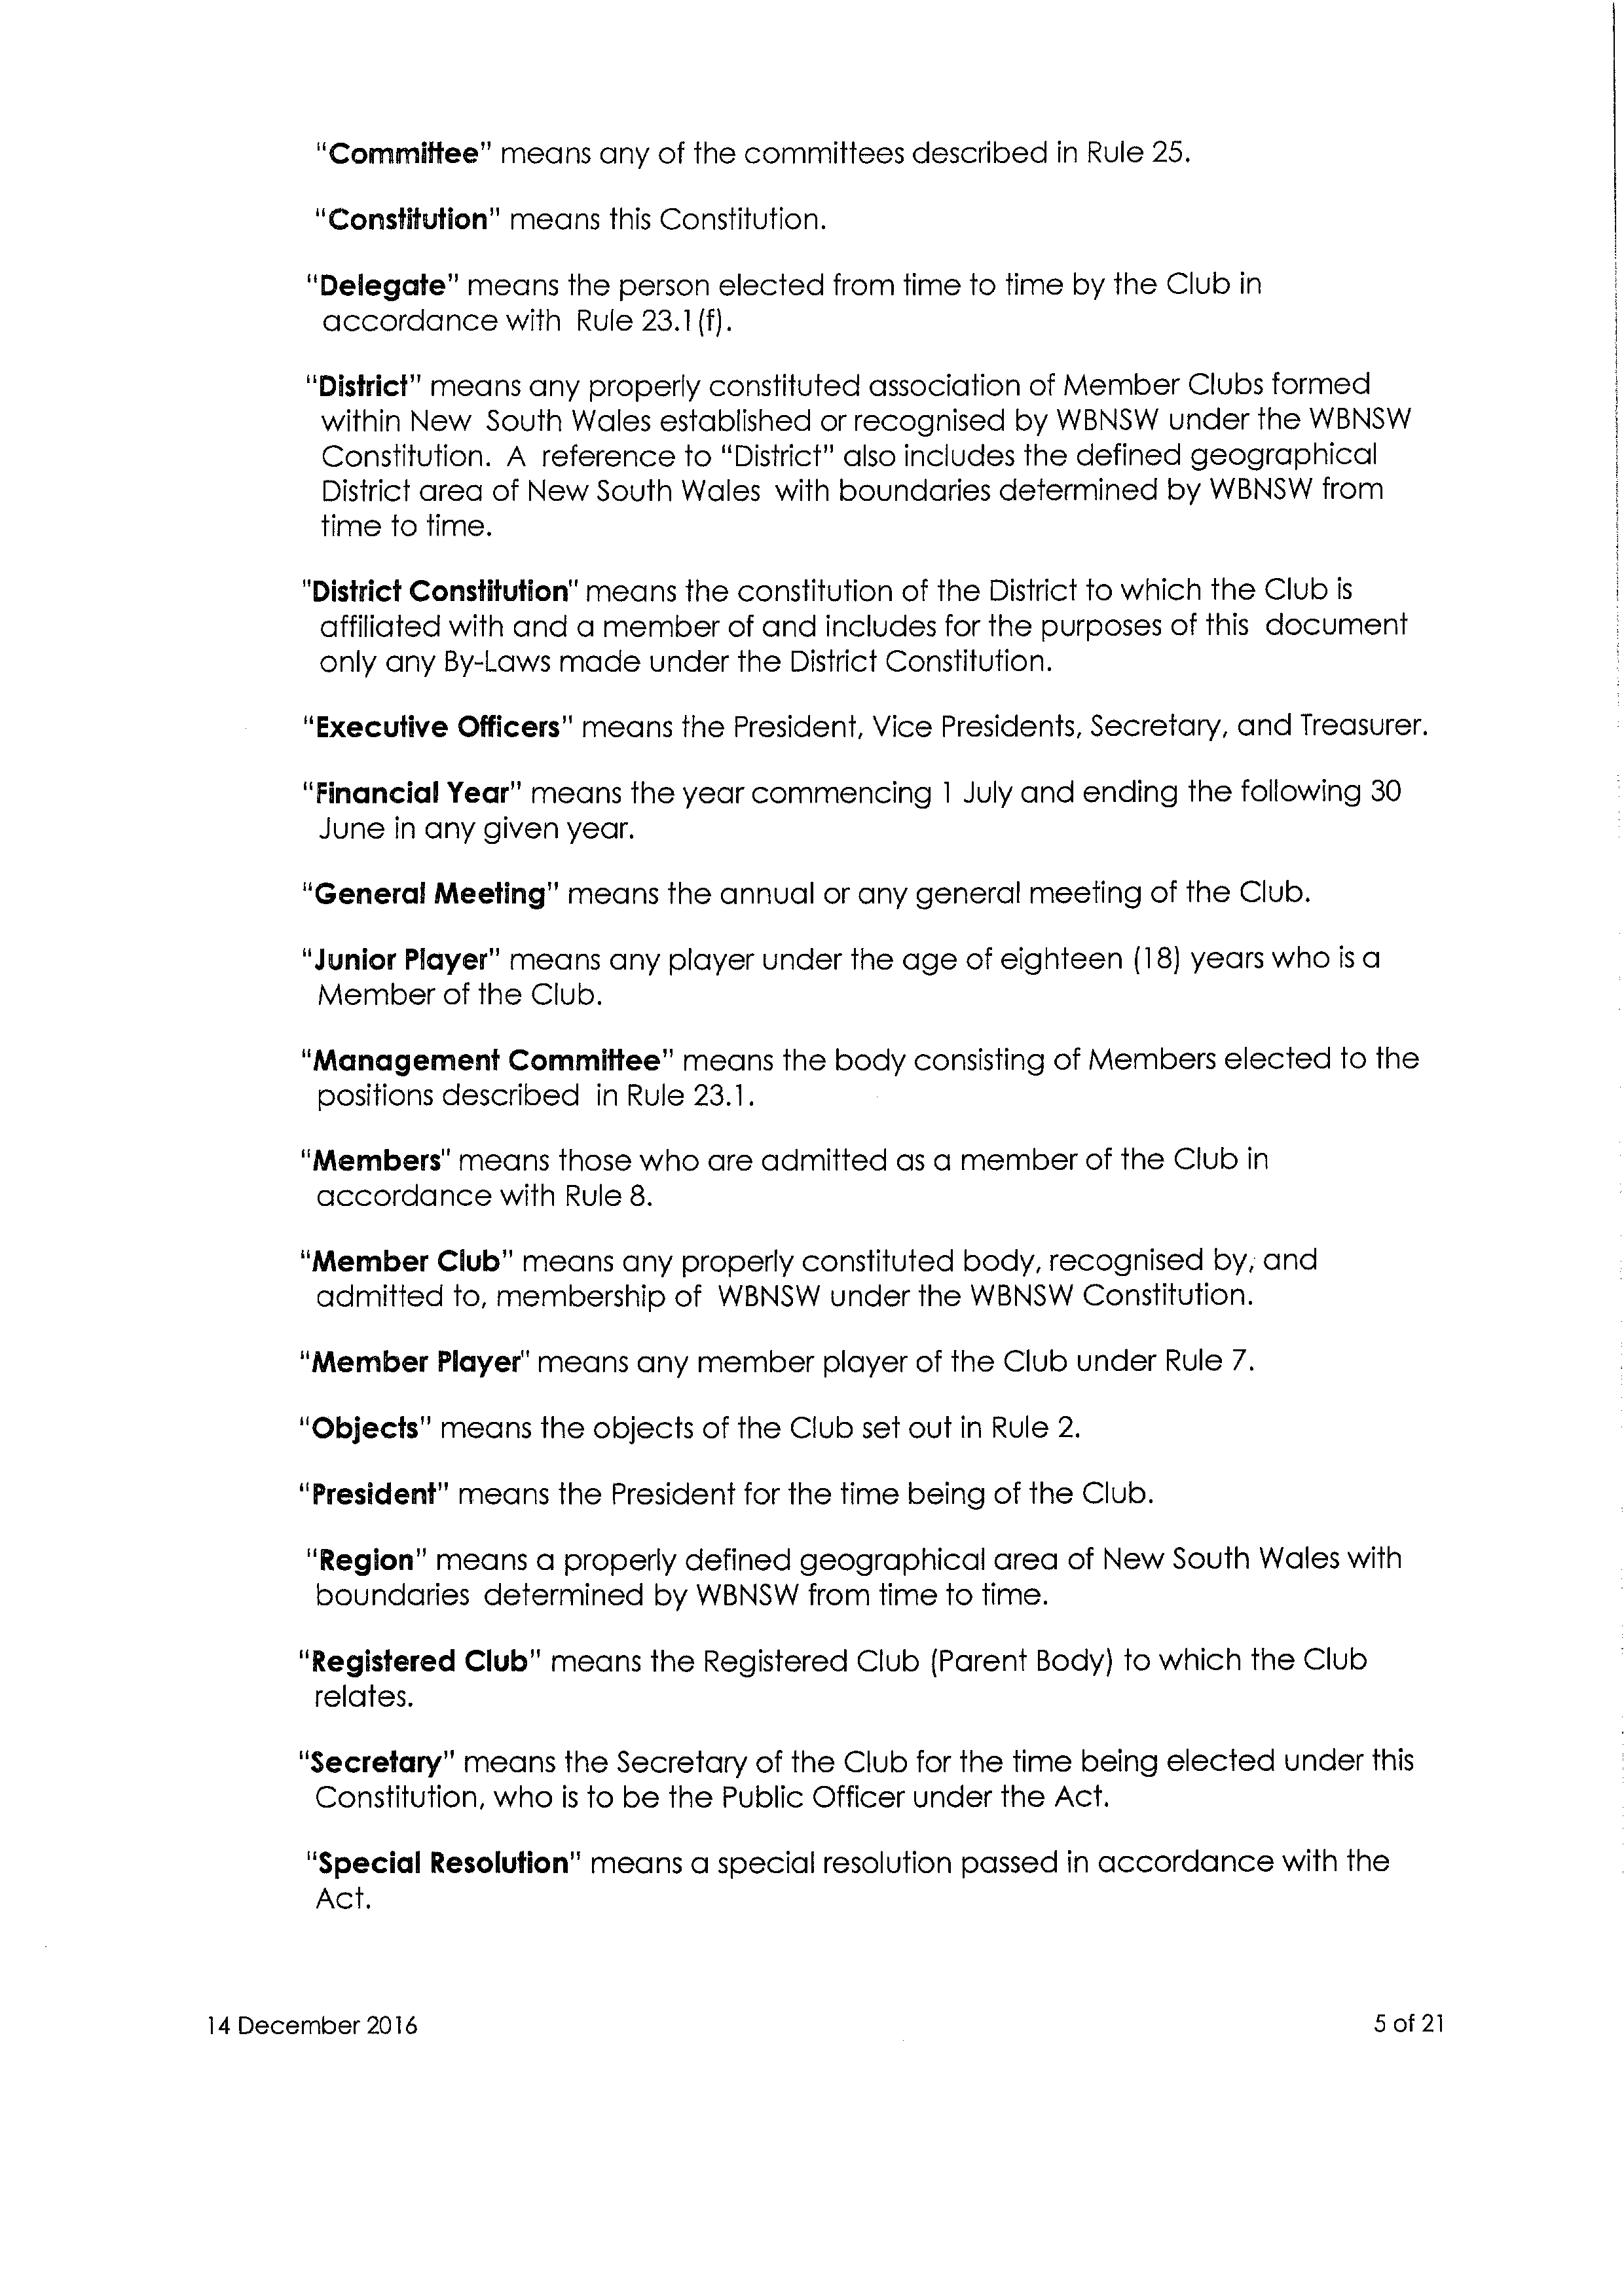 "Committee" means any of the committees described in Rule 25.
"Constitution" means this Constitution.
"Delegate" means the person elected from time to time by the Club in
accordance with Rule 23.1(f).
"District" means any properly constituted association of Member Clubs formed
within New South Wales established or recognised by WBNSW under the WBNSW
Constitution. A reference to "District" also includes the defined geographical
District area of New South Wales with boundaries determined by WBNSW from
time to time.
"District Constitution" means the constitution of the District to which the Club is
affiliated with and a member of and includes for the purposes of this document
only any By-Laws made under the District Constitution.
"Executive Officers" means the President, Vice Presidents, Secretary, and Treasurer.
"Financial Year" means the year commencing 1 July and ending the following 30
June in any given year.
"General Meeting" means the annual or any general meeting of the Club.
"Junior Player" means any player under the age of eighteen (18) years who is a
Member of the Club.
"Management Committee" means the body consisting of Members elected to the
positions described in Rule 23.1.
"Members" means those who are admitted as a member of the Club in
accordance with Rule 8.
"Member Club" means any properly constituted body, recognised by, and
admitted to, membership of WBNSW under the WBNSW Constitution.
"Member Player" means any member player of the Club under Rule 7.
"Objects" means the objects of the Club set out in Rule 2.
"President" means the President for the time being of the Club.
"Region" means a properly defined geographical area of New South Wales with
boundaries determined by WBNSW from time to time.
"Registered Club" means the Registered Club (Parent Body) to which the Club
relates.
"Secretary" means the Secretary of the Club for the time being elected under this
Constitution, who is to be the Public Officer under the Act.
"Special Resolution" means a special resolution passed in accordance with the
Act.
14 December 2016
5 of 21